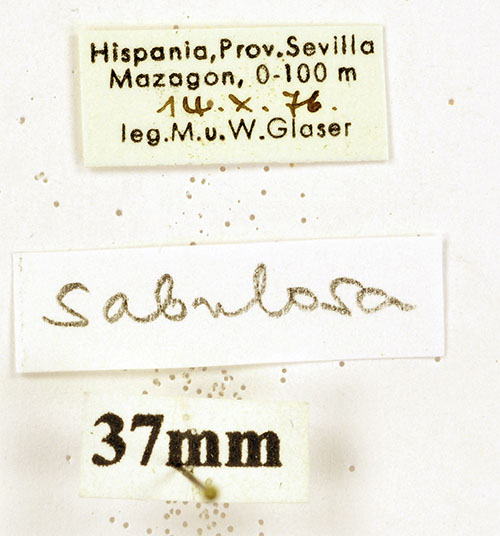 Hispania, Prov. Sevilla
Mazagon, 0-100 m
14.X.76.
leg. M.u.W. Glaser
sabulosa
37mm